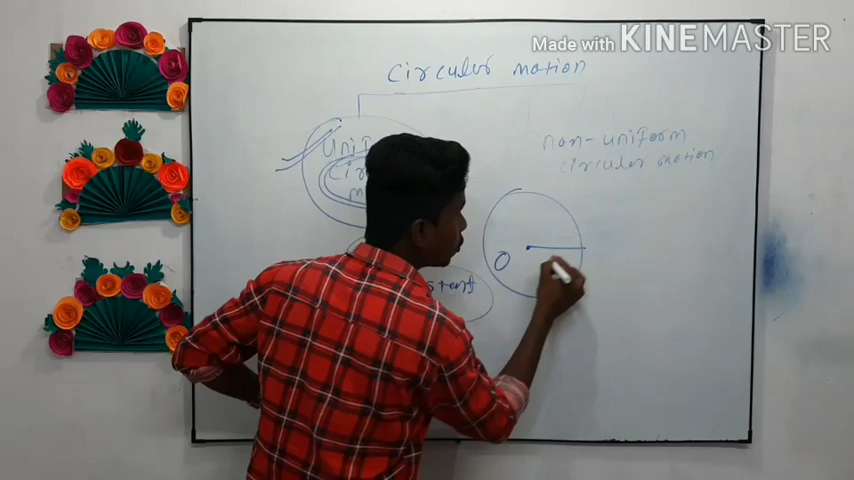 Made with KINEMASTER
Circular motion
non-uniform
circular motion
O